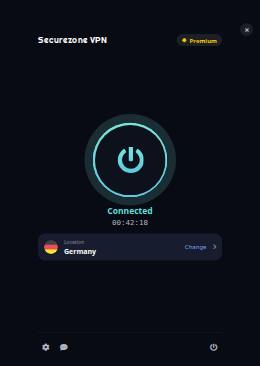 Securezone VPN
Premium
Connected
00:42:18
Location
Germany
Change